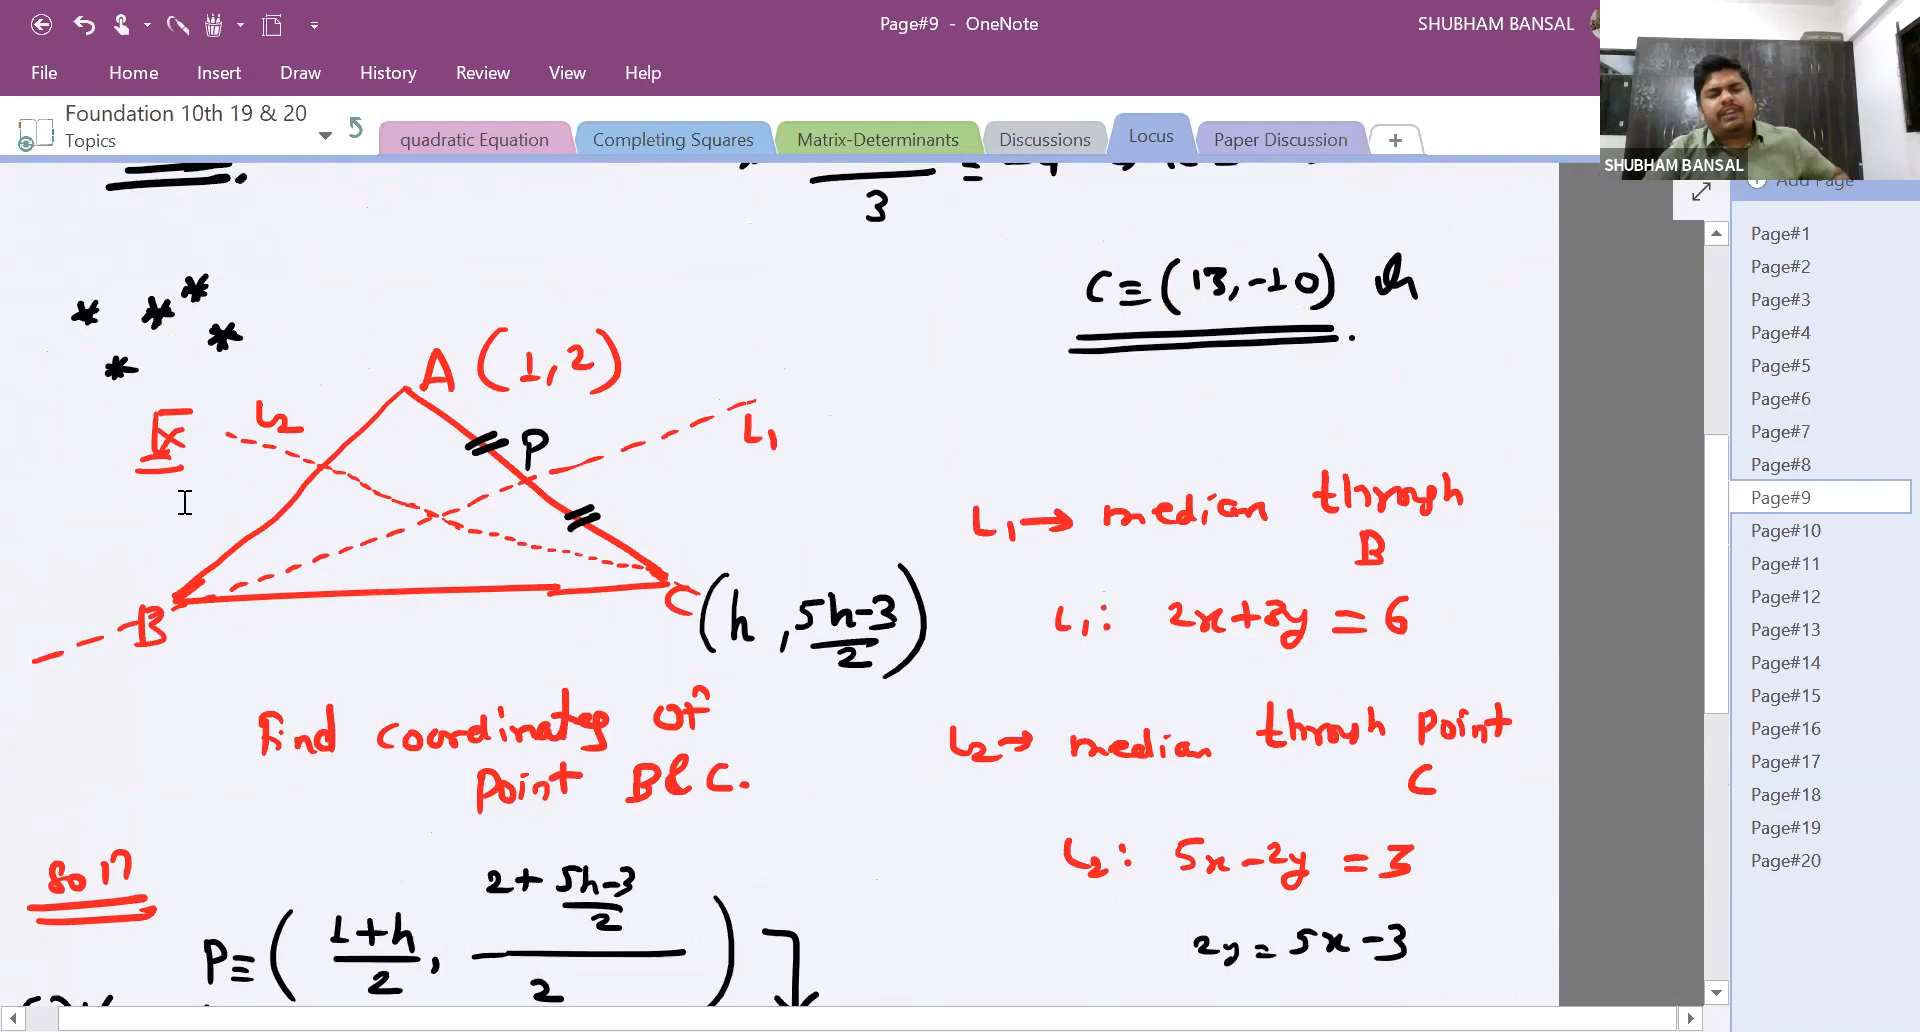 Page#9 - OneNote
SHUBHAM BANSAL
File Home Insert Draw History Review View Help
Foundation 10th 19 & 20
Topics
quadratic Equation Completing Squares Matrix-Determinants Discussions Locus Paper Discussion +
SHUBHAM BANSAL
Add Page
Page#1
Page#2
Page#3
Page#4
Page#5
Page#6
Page#7
Page#8
Page#9
Page#10
Page#11
Page#12
Page#13
Page#14
Page#15
Page#16
Page#17
Page#18
Page#19
Page#20
3
C≡(13,-10)
* * * * *
A (1,2)
Ex
L2
P
L1
B
C (h, 5h-3/2)
Find coordinates of
Point B & C.
L1→ median through
B
L1: 2x+3y = 6
L2→ median through point
C
L2: 5x-2y = 3
2y = 5x-3
Soln
P≡(1+h/2, 2+5h-3/2/2)